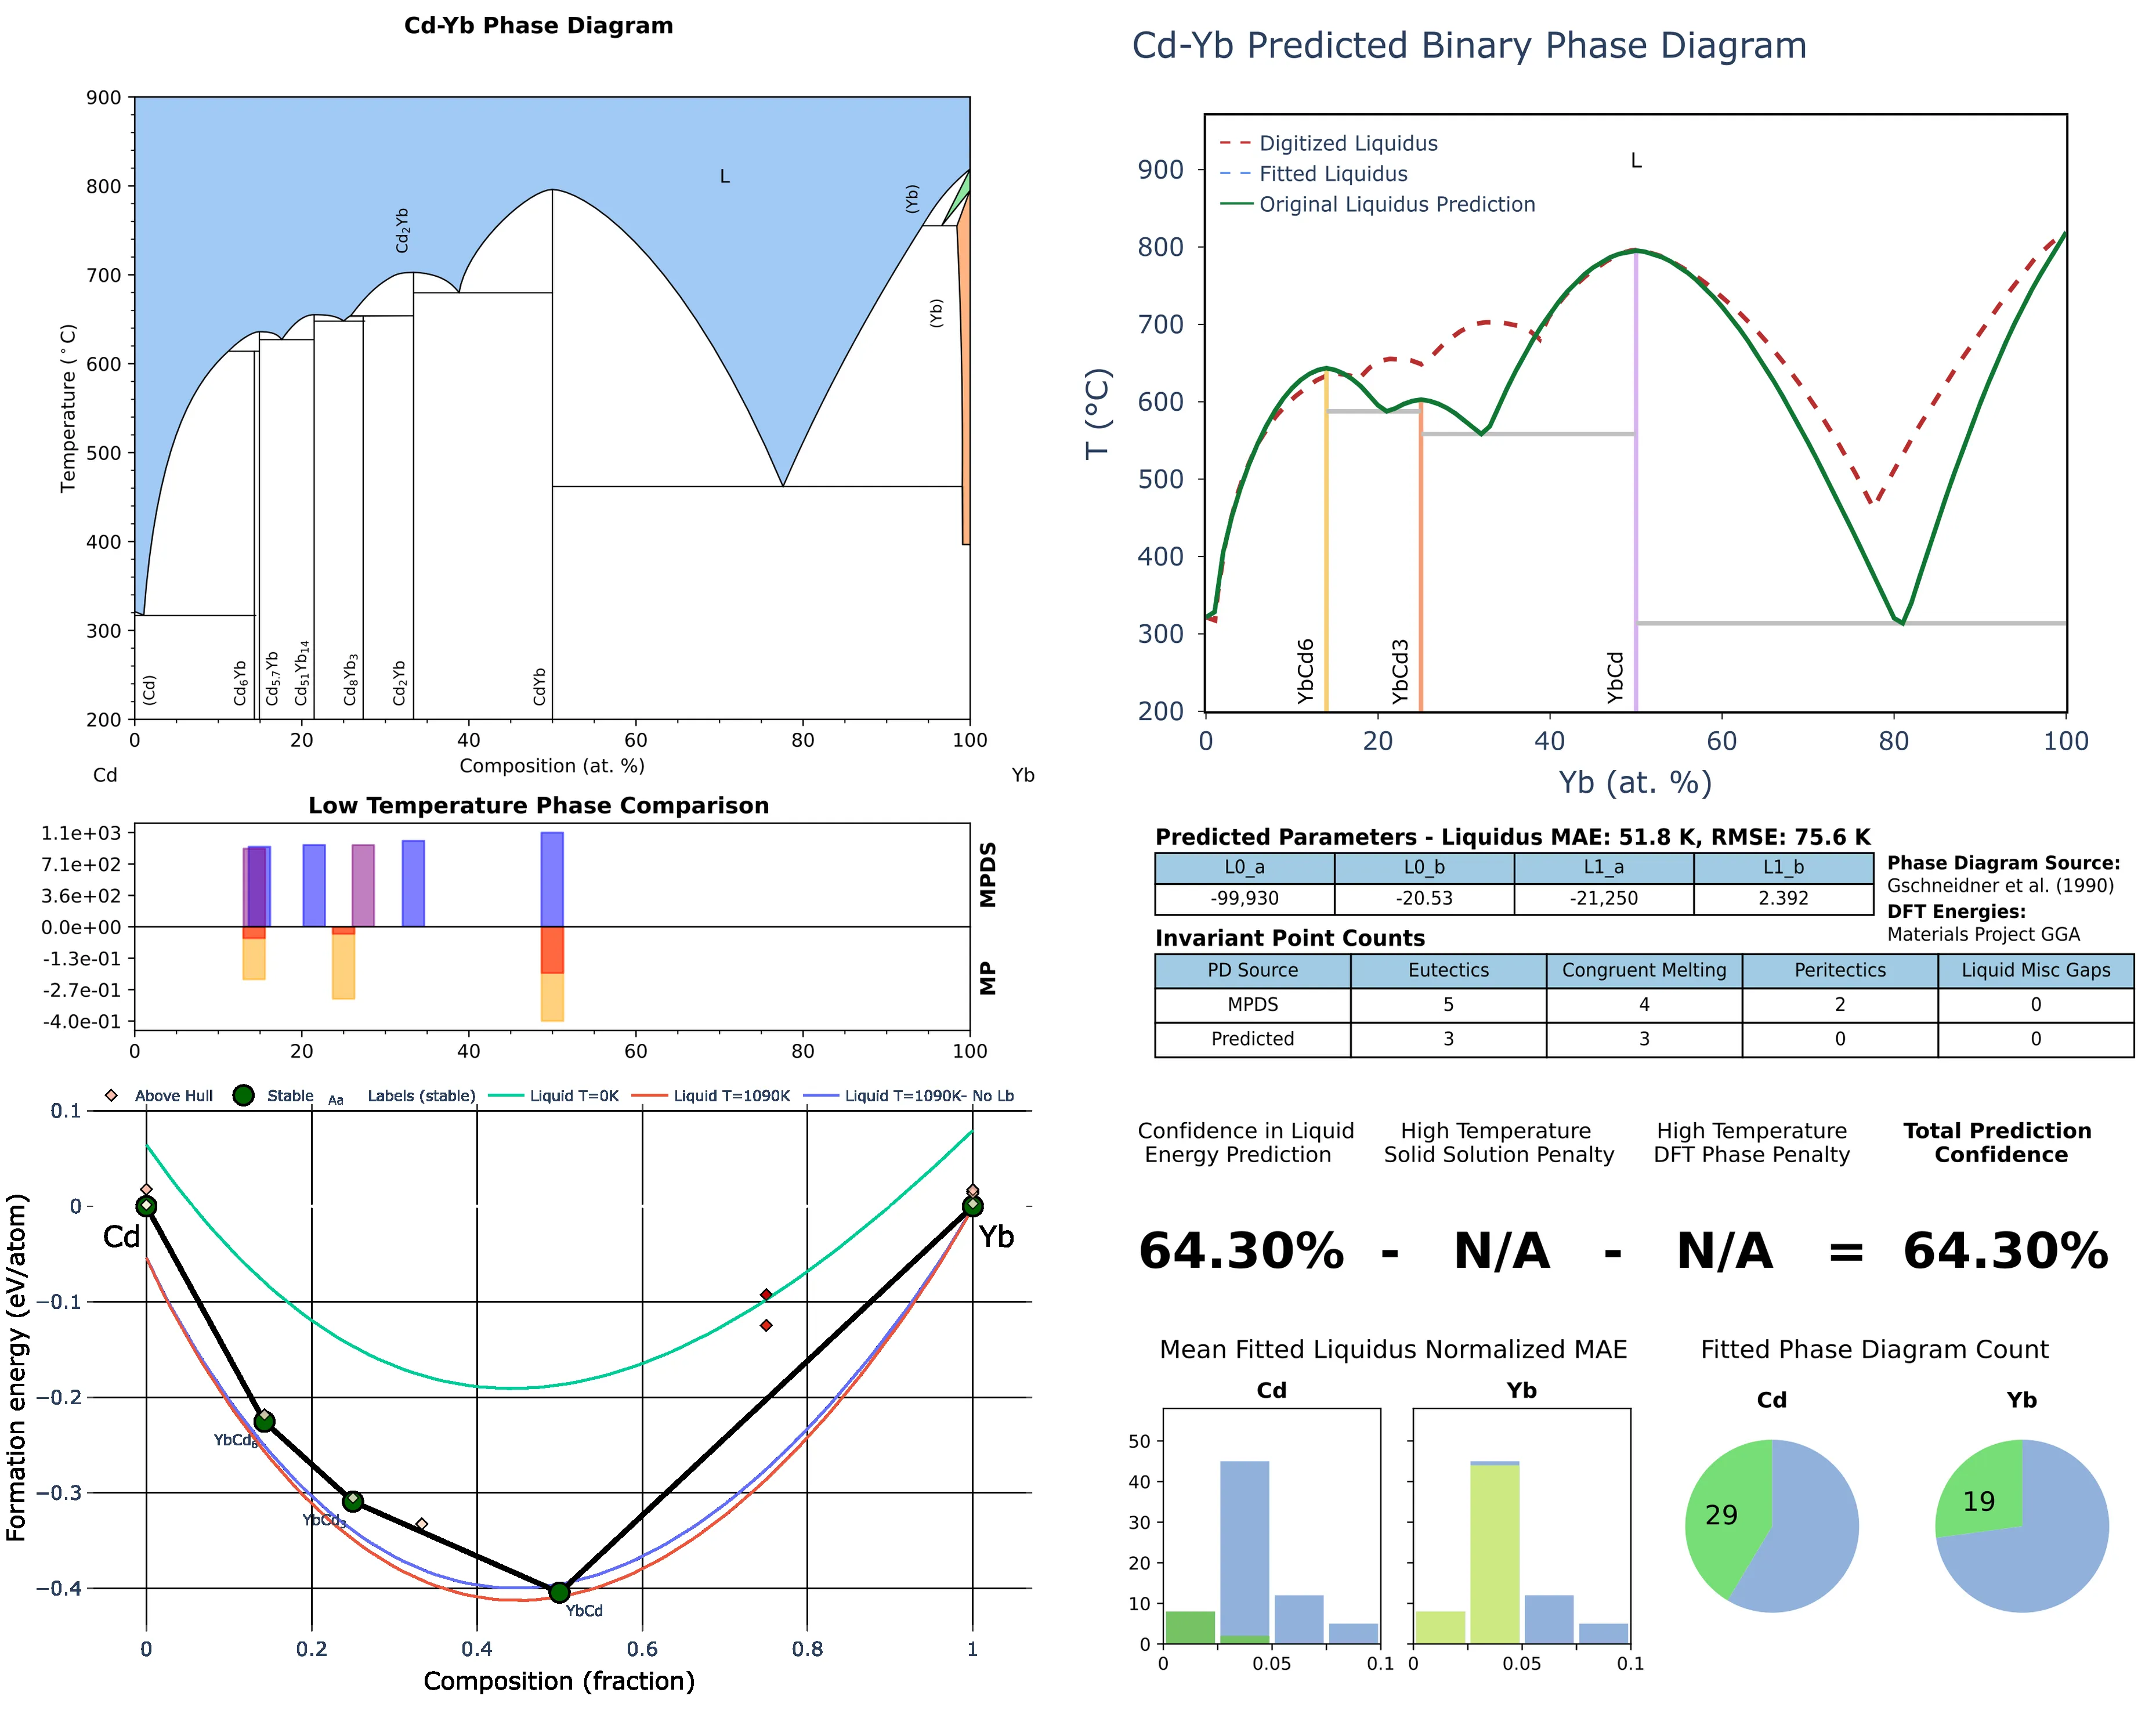 Cd-Yb Phase Diagram
900
800
700
600
500
400
300
200
Temperature (°C)
L
Cd2Yb
(Yb)
(Yb)
(Cd)
Cd6Yb
Cd5.7Yb
Cd51Yb14
Cd8Yb3
Cd2Yb
CdYb
0 20 40 60 80 100
Composition (at. %)
Cd Yb
Low Temperature Phase Comparison
1.1e+03
7.1e+02
3.6e+02
0.0e+00
-1.3e-01
-2.7e-01
-4.0e-01
MPDS
MP
0 20 40 60 80 100
Above Hull Stable Aa Labels (stable) Liquid T=0K Liquid T=1090K Liquid T=1090K- No Lb
0.1
0
−0.1
−0.2
−0.3
−0.4
Formation energy (eV/atom)
Cd
Yb
YbCd6
YbCd3
YbCd
0 0.2 0.4 0.6 0.8 1
Composition (fraction)
Cd-Yb Predicted Binary Phase Diagram
Digitized Liquidus
Fitted Liquidus
Original Liquidus Prediction
L
900
800
700
600
500
400
300
200
T (°C)
YbCd6
YbCd3
YbCd
0 20 40 60 80 100
Yb (at. %)
Predicted Parameters - Liquidus MAE: 51.8 K, RMSE: 75.6 K
L0_a L0_b L1_a L1_b
-99,930 -20.53 -21,250 2.392
Phase Diagram Source:
Gschneidner et al. (1990)
DFT Energies:
Materials Project GGA
Invariant Point Counts
PD Source Eutectics Congruent Melting Peritectics Liquid Misc Gaps
MPDS 5 4 2 0
Predicted 3 3 0 0
Confidence in Liquid
Energy Prediction
High Temperature
Solid Solution Penalty
High Temperature
DFT Phase Penalty
Total Prediction
Confidence
64.30% - N/A - N/A = 64.30%
Mean Fitted Liquidus Normalized MAE
Cd
Yb
50
40
30
20
10
0
0 0.05 0.1
0 0.05 0.1
Fitted Phase Diagram Count
Cd
Yb
29
19